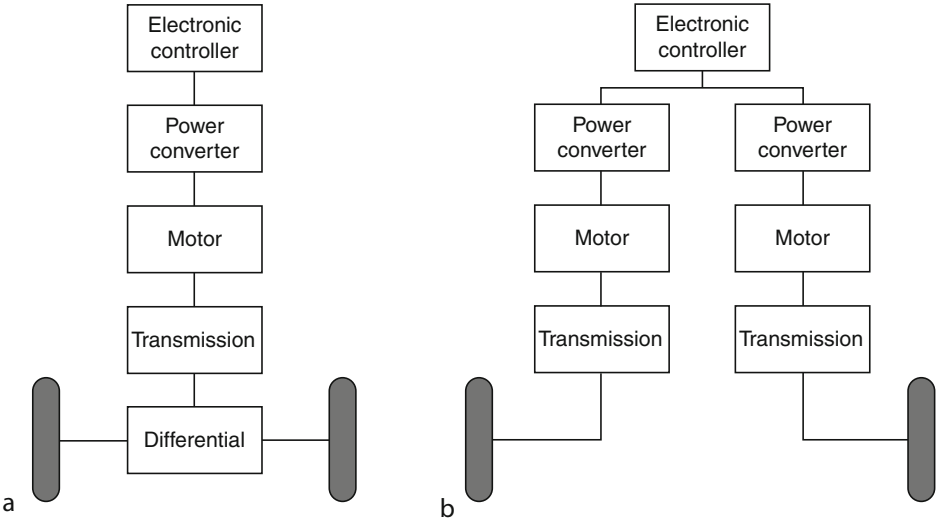 Electronic
controller
Power
converter
Motor
Transmission
Differential
a
Electronic
controller
Power
converter
Power
converter
Motor
Motor
Transmission
Transmission
b